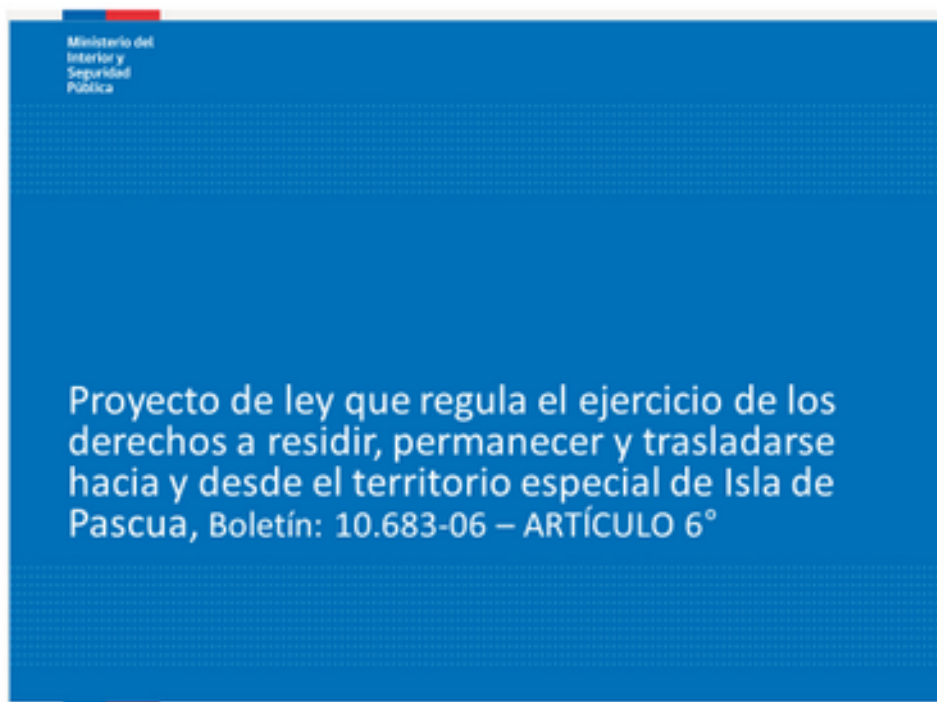 Ministerio del
Interior y
Seguridad
Pública
Proyecto de ley que regula el ejercicio de los
derechos a residir, permanecer y trasladarse
hacia y desde el territorio especial de Isla de
Pascua, Boletín: 10.683-06 – ARTÍCULO 6°